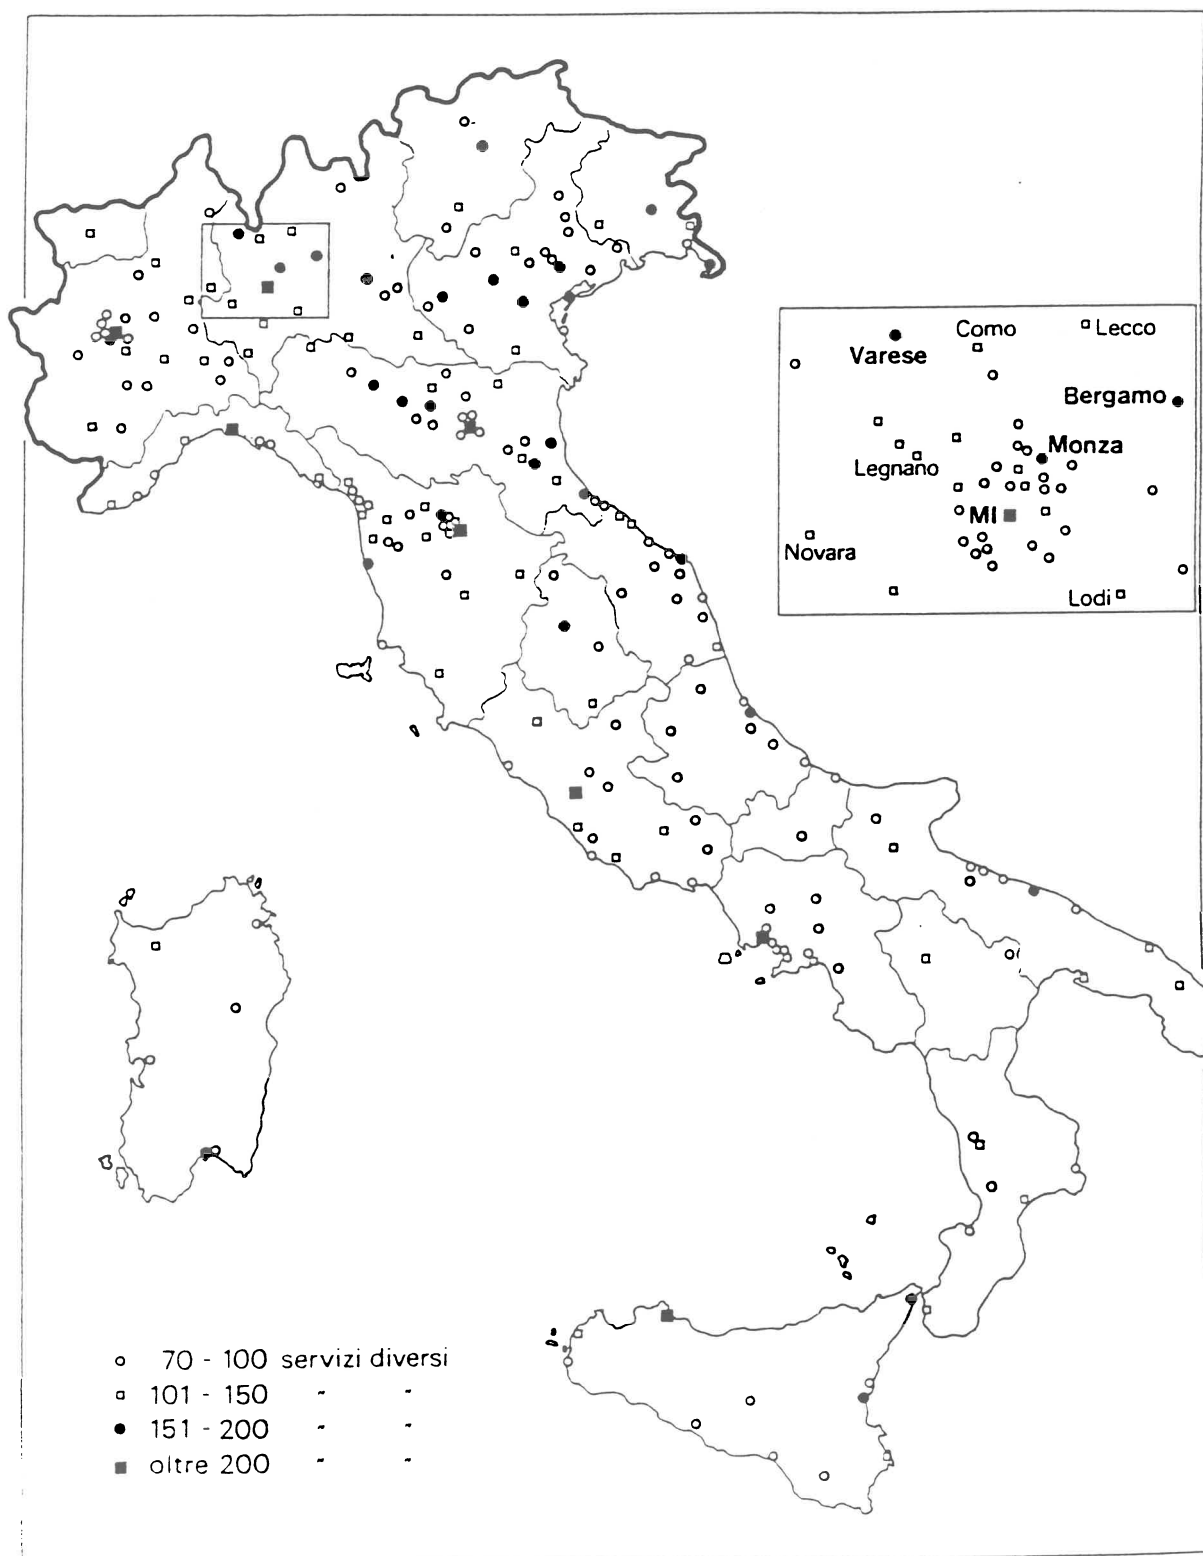 Como
Lecco
Varese
Bergamo
Monza
Legnano
MI
Novara
Lodi
70 - 100 servizi diversi
101 - 150 " "
151 - 200 " "
oltre 200 " "